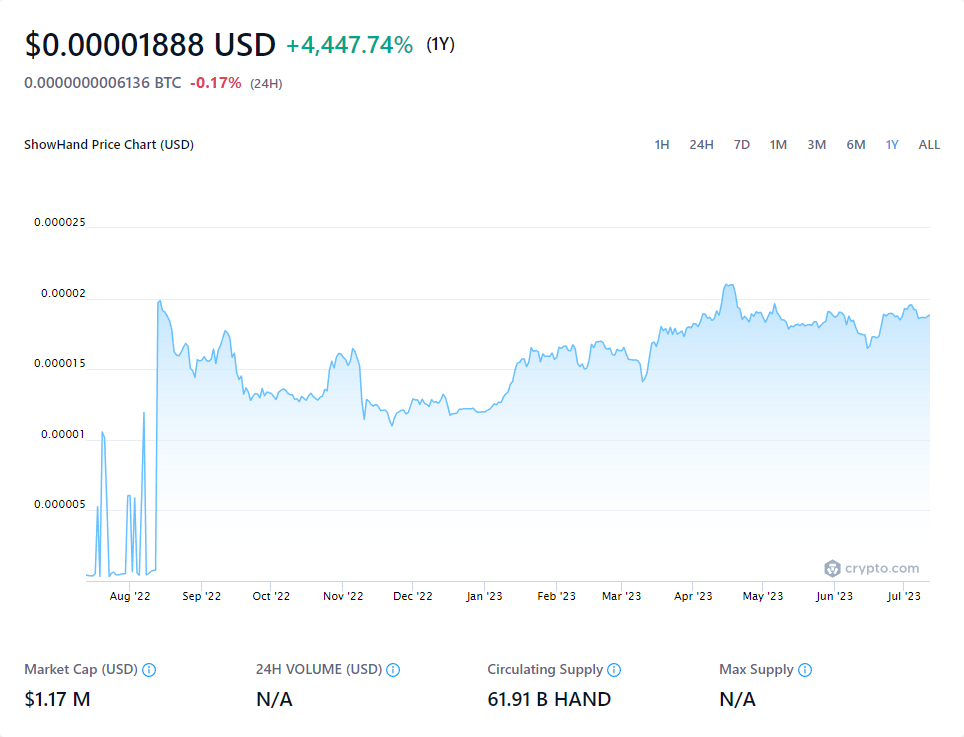 $0.00001888 USD +4,447.74% (1Y)
0.0000000006136 BTC -0.17% (24H)
ShowHand Price Chart (USD) 1H 24H 7D 1M 3M 6M 1Y ALL
0.000025
0.00002
0.000015
0.00001
0.000005
crypto.com
Aug '22 Sep '22 Oct '22 Nov '22 Dec '22 Jan '23 Feb '23 Mar '23 Apr '23 May '23 Jun '23 Jul '23
Market Cap (USD) 24H VOLUME (USD) Circulating Supply Max Supply
$1.17 M N/A 61.91 B HAND N/A